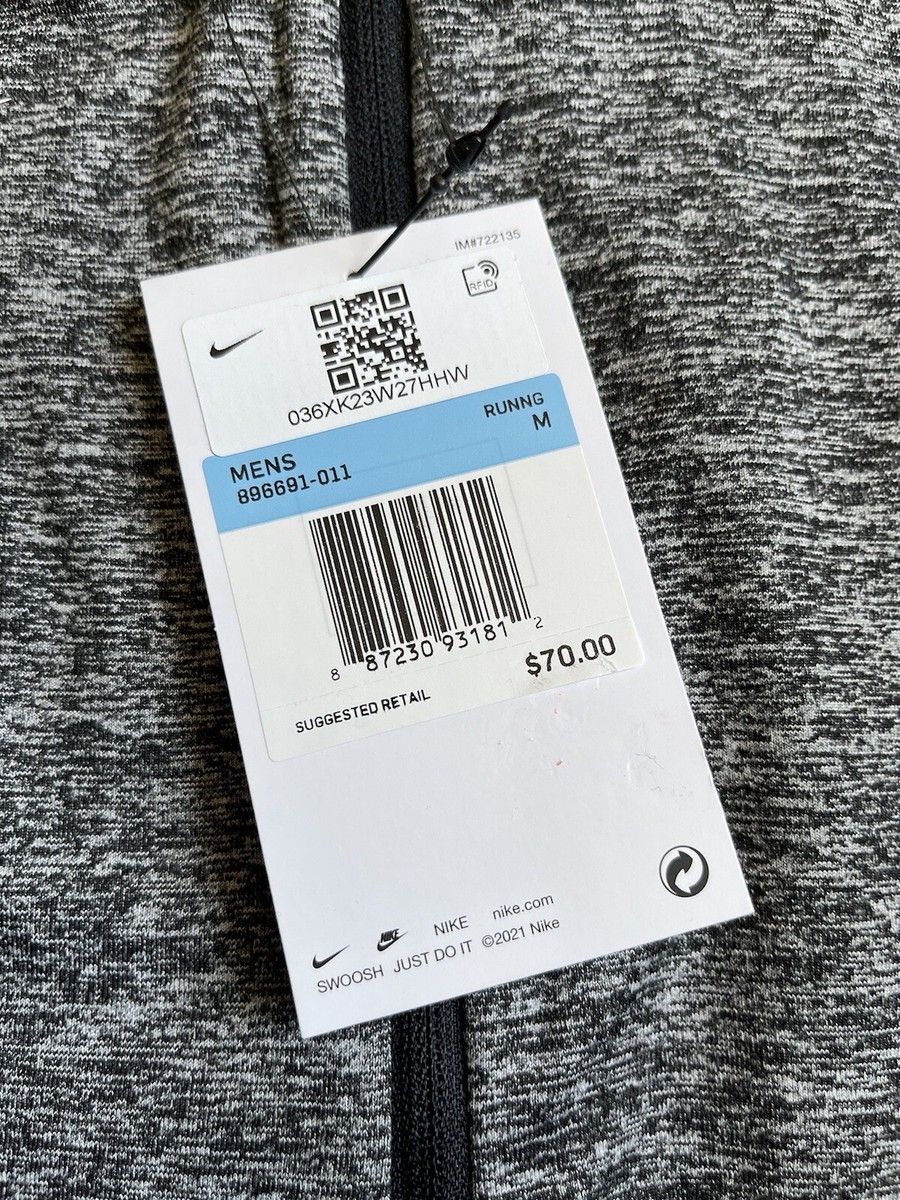 IM#722135
RFID
036XK23W27HHW
RUNNG
MENS
M
896691-011
8 87230 93181 2
$70.00
SUGGESTED RETAIL
NIKE NIKE nike.com
SWOOSH JUST DO IT ©2021 Nike